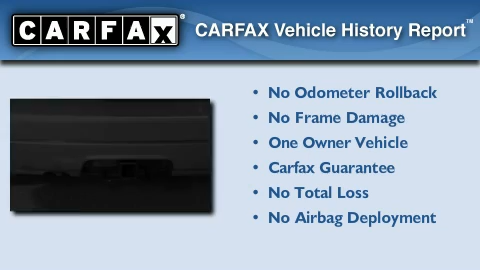 CARFAX® CARFAX Vehicle History Report™
• No Odometer Rollback
• No Frame Damage
• One Owner Vehicle
• Carfax Guarantee
• No Total Loss
• No Airbag Deployment